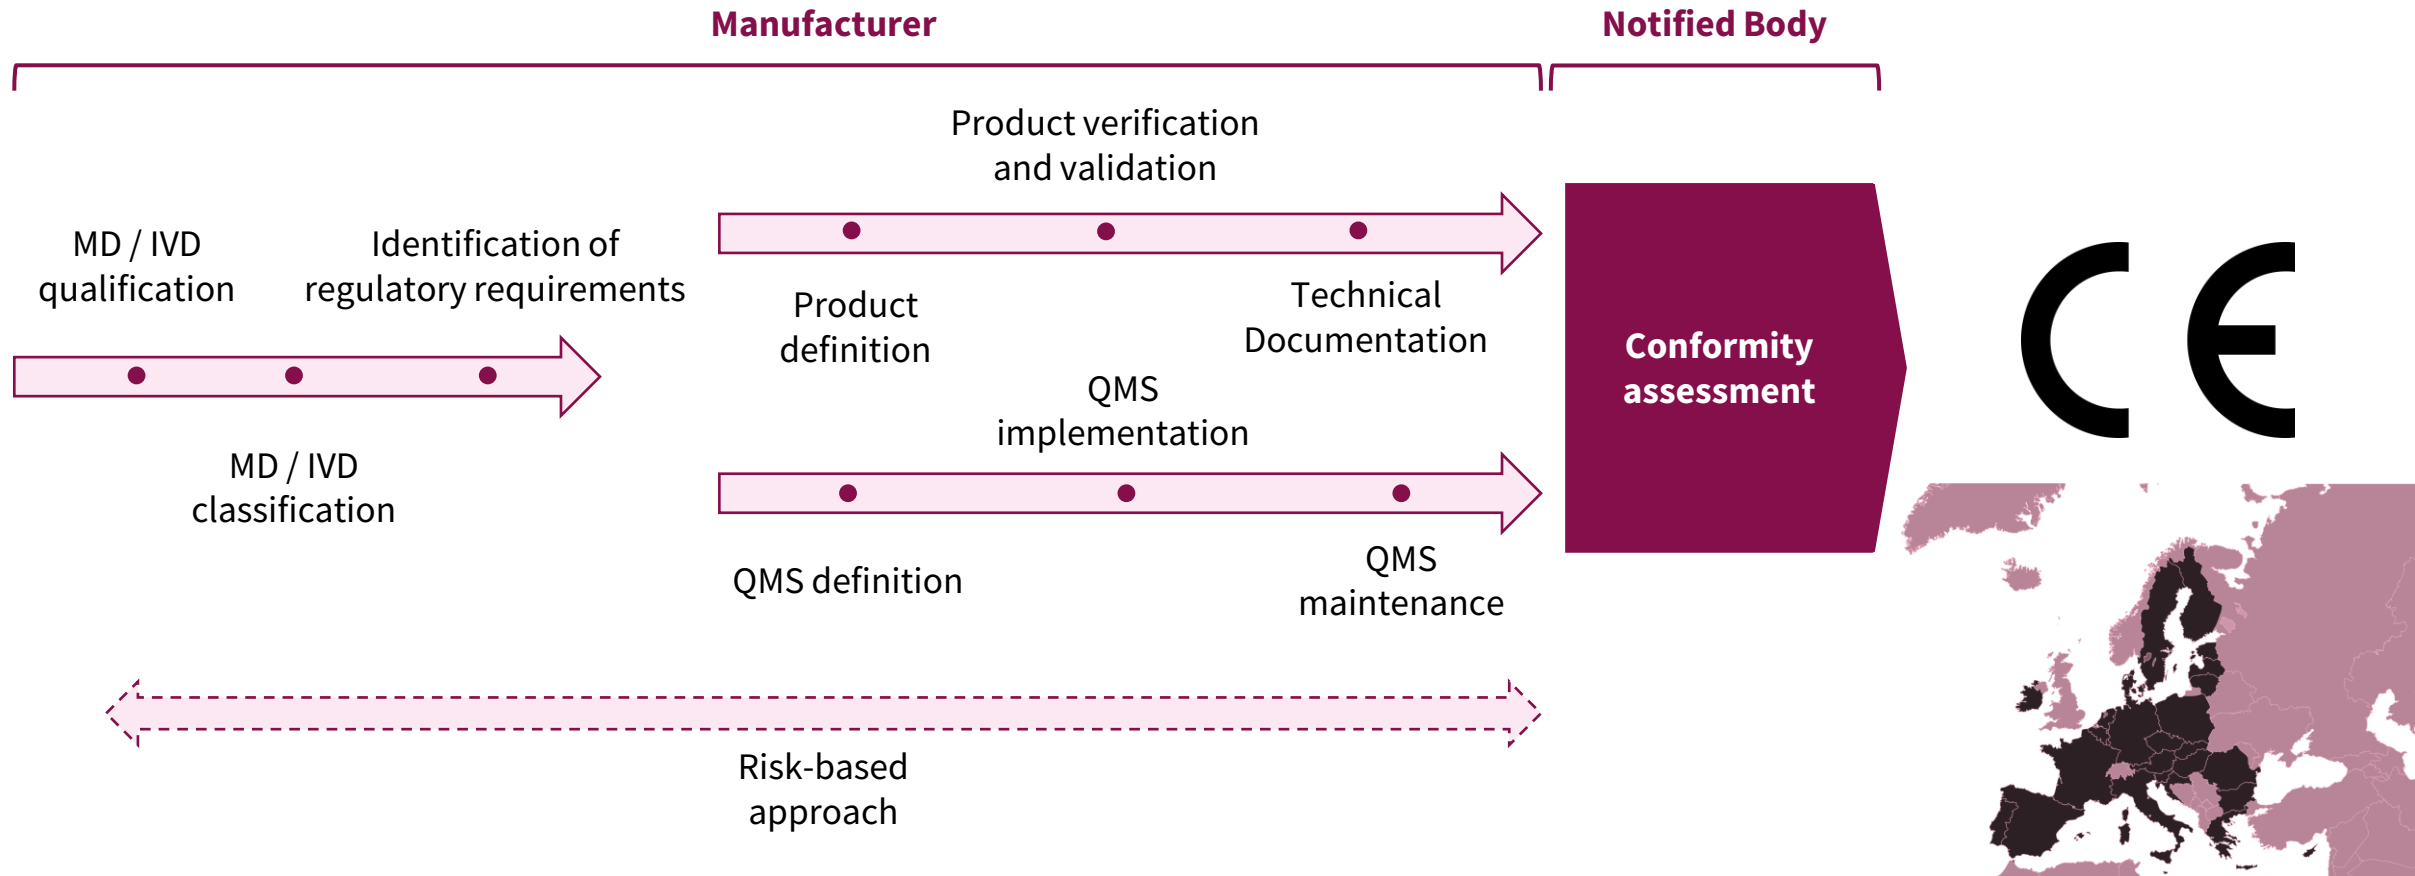 Manufacturer
Notified Body
MD / IVD
qualification
Identification of
regulatory requirements
MD / IVD
classification
Product verification
and validation
Product
definition
Technical
Documentation
QMS
implementation
QMS definition
QMS
maintenance
Risk-based
approach
Conformity
assessment
CE